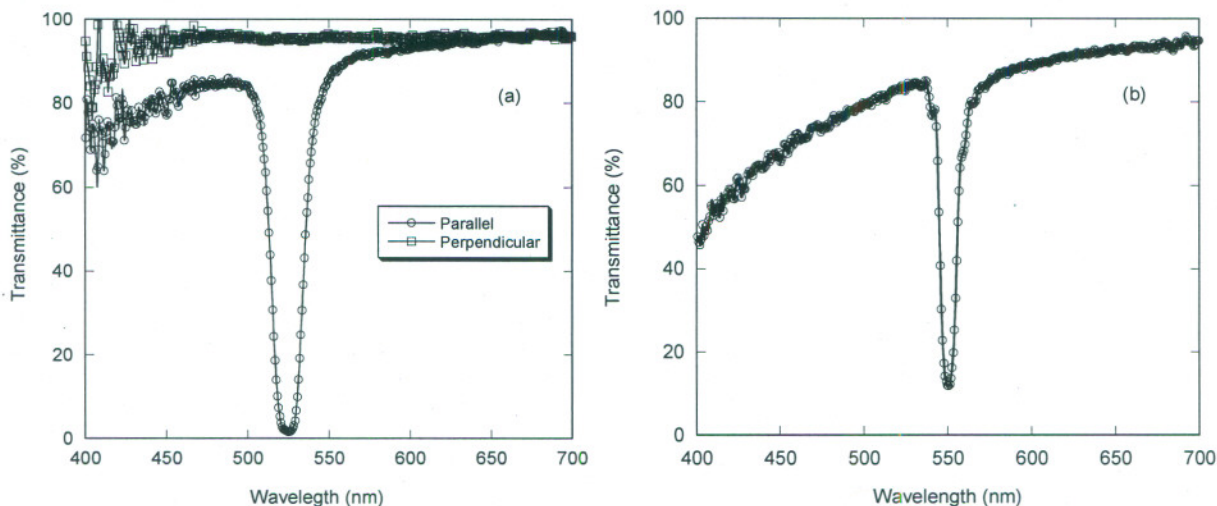 100
80
60
40
20
0
Transmittance (%)
(a)
Parallel
Perpendicular
400 450 500 550 600 650 700
Wavelegth (nm)
100
80
60
40
20
0
Transmittance (%)
(b)
400 450 500 550 600 650 700
Wavelength (nm)